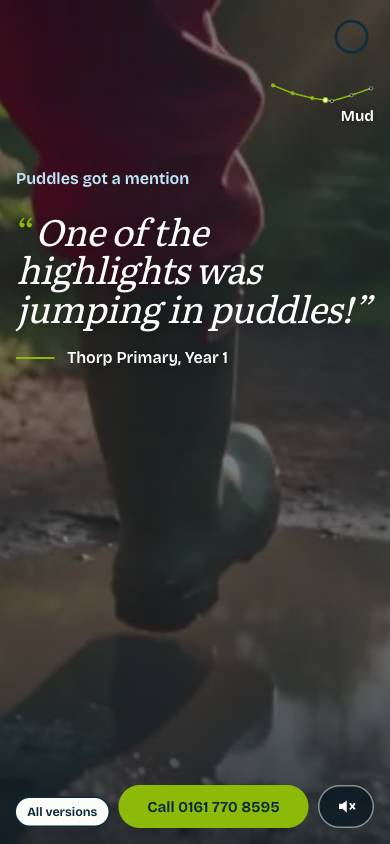 Mud
Puddles got a mention
“One of the
highlights was
jumping in puddles!”
Thorp Primary, Year 1
All versions
Call 0161 770 8595